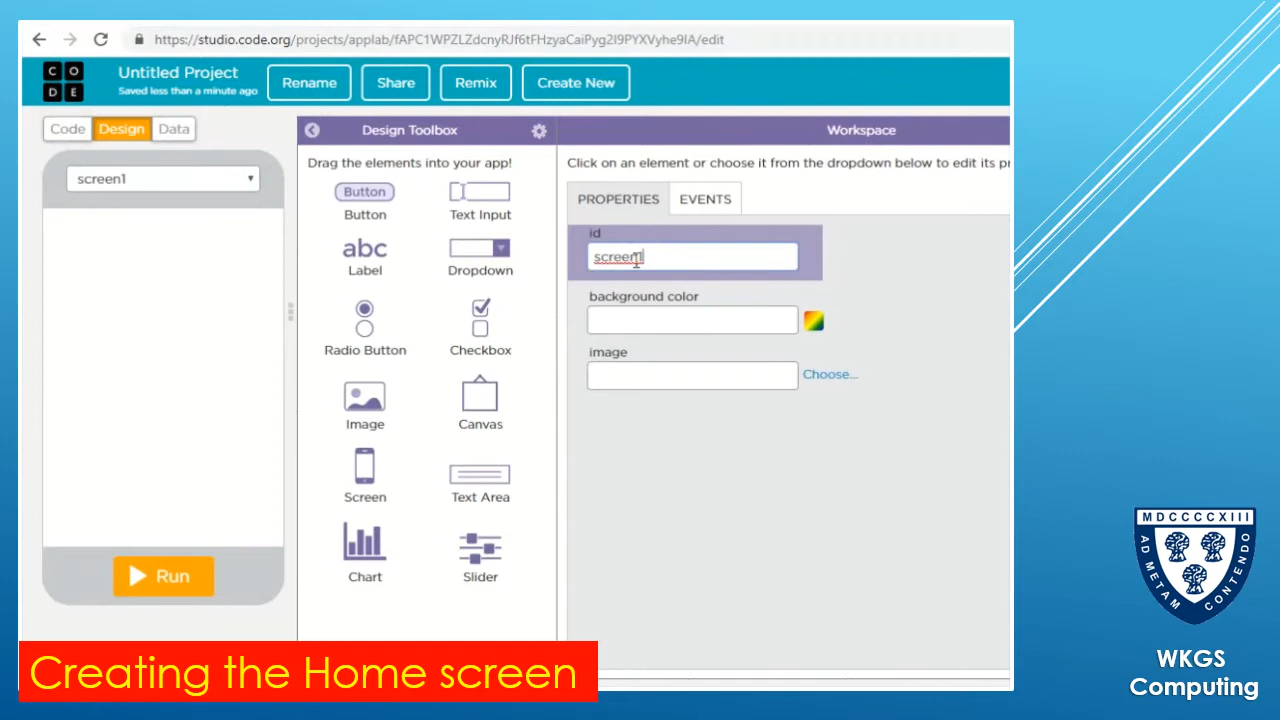 https://studio.code.org/projects/applab/fAPC1WPZLZdcnyRJf6tFHzyaCaiPyg2I9PYXVyhe9IA/edit
CODE
Untitled Project
Saved less than a minute ago
Rename
Share
Remix
Create New
Code
Design
Data
Design Toolbox
Workspace
screen1
Drag the elements into your app!
Click on an element or choose it from the dropdown below to edit its pr
Button
Button
Text Input
abc
Label
Dropdown
Radio Button
Checkbox
Image
Canvas
Screen
Text Area
Chart
Slider
PROPERTIES
EVENTS
id
screen1
background color
image
Choose...
Run
Creating the Home screen
MDCCCCXIII
AD METAM CONTENDO
WKGS
Computing